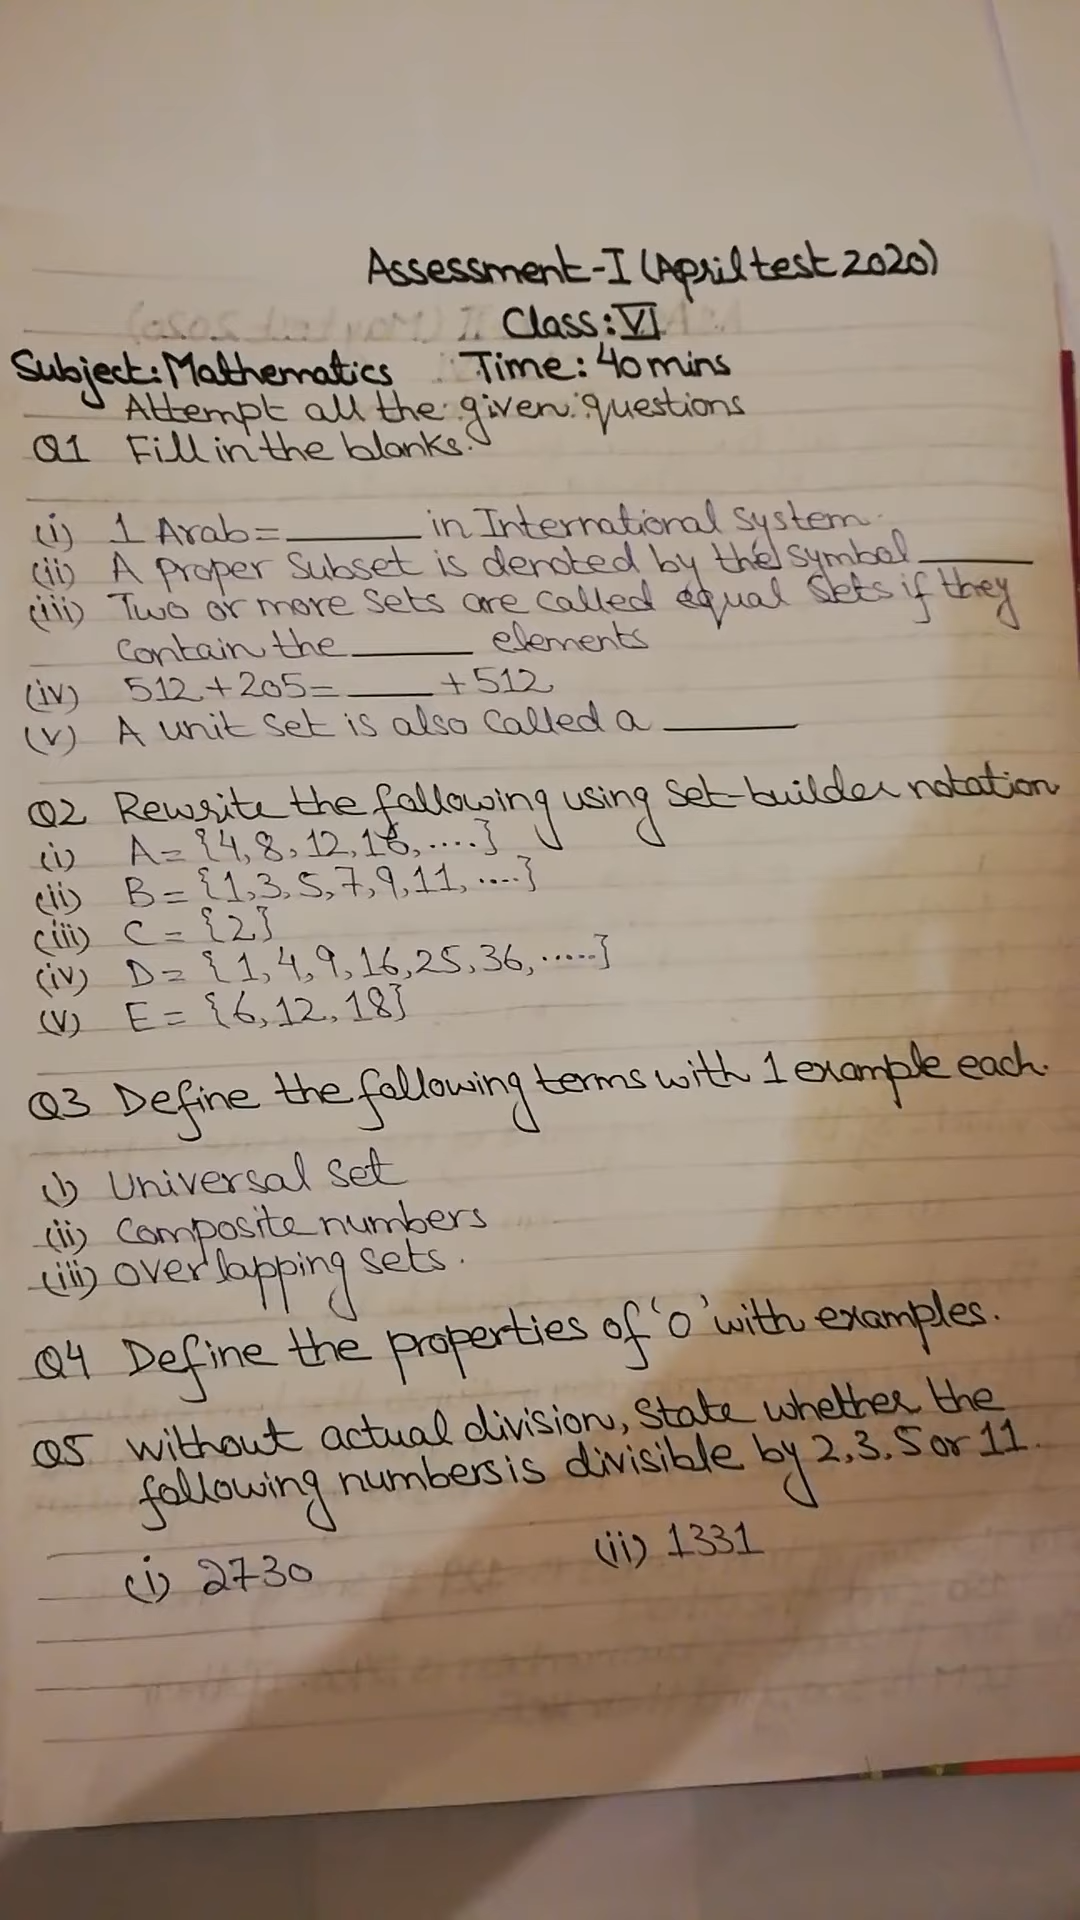 Assessment-I (April test 2020)
Class: VI
Subject: Mathematics Time: 40 mins
Attempt all the given questions
Q1 Fill in the blanks.
(i) 1 Arab = ______ in International system.
(ii) A proper Subset is denoted by the symbol ______
(iii) Two or more Sets are called equal Sets if they
contain the ______ elements
(iv) 512 + 205 = ____ + 512
(v) A unit set is also called a ______
Q2 Rewrite the following using set-builder notation
(i) A = {4, 8, 12, 16, ....}
(ii) B = {1, 3, 5, 7, 9, 11, ....}
(iii) C = {2}
(iv) D = {1, 4, 9, 16, 25, 36, .....}
(v) E = {6, 12, 18}
Q3 Define the following terms with 1 example each.
(i) Universal set
(ii) Composite numbers
(iii) Overlapping sets.
Q4 Define the properties of '0' with examples.
Q5 without actual division, State whether the
following numbers is divisible by 2, 3, 5 or 11.
(i) 2730 (ii) 1331